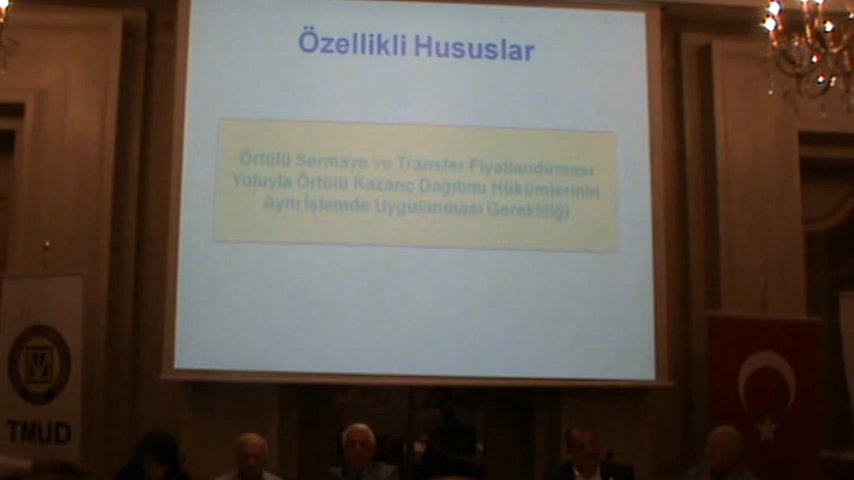 Özellikli Hususlar
Örtülü Sermaye ve Transfer Fiyatlandırması
Yoluyla Örtülü Kazanç Dağıtımı Hükümlerinin
Aynı İşlemde Uygulanması Gerekliliği
TMUD